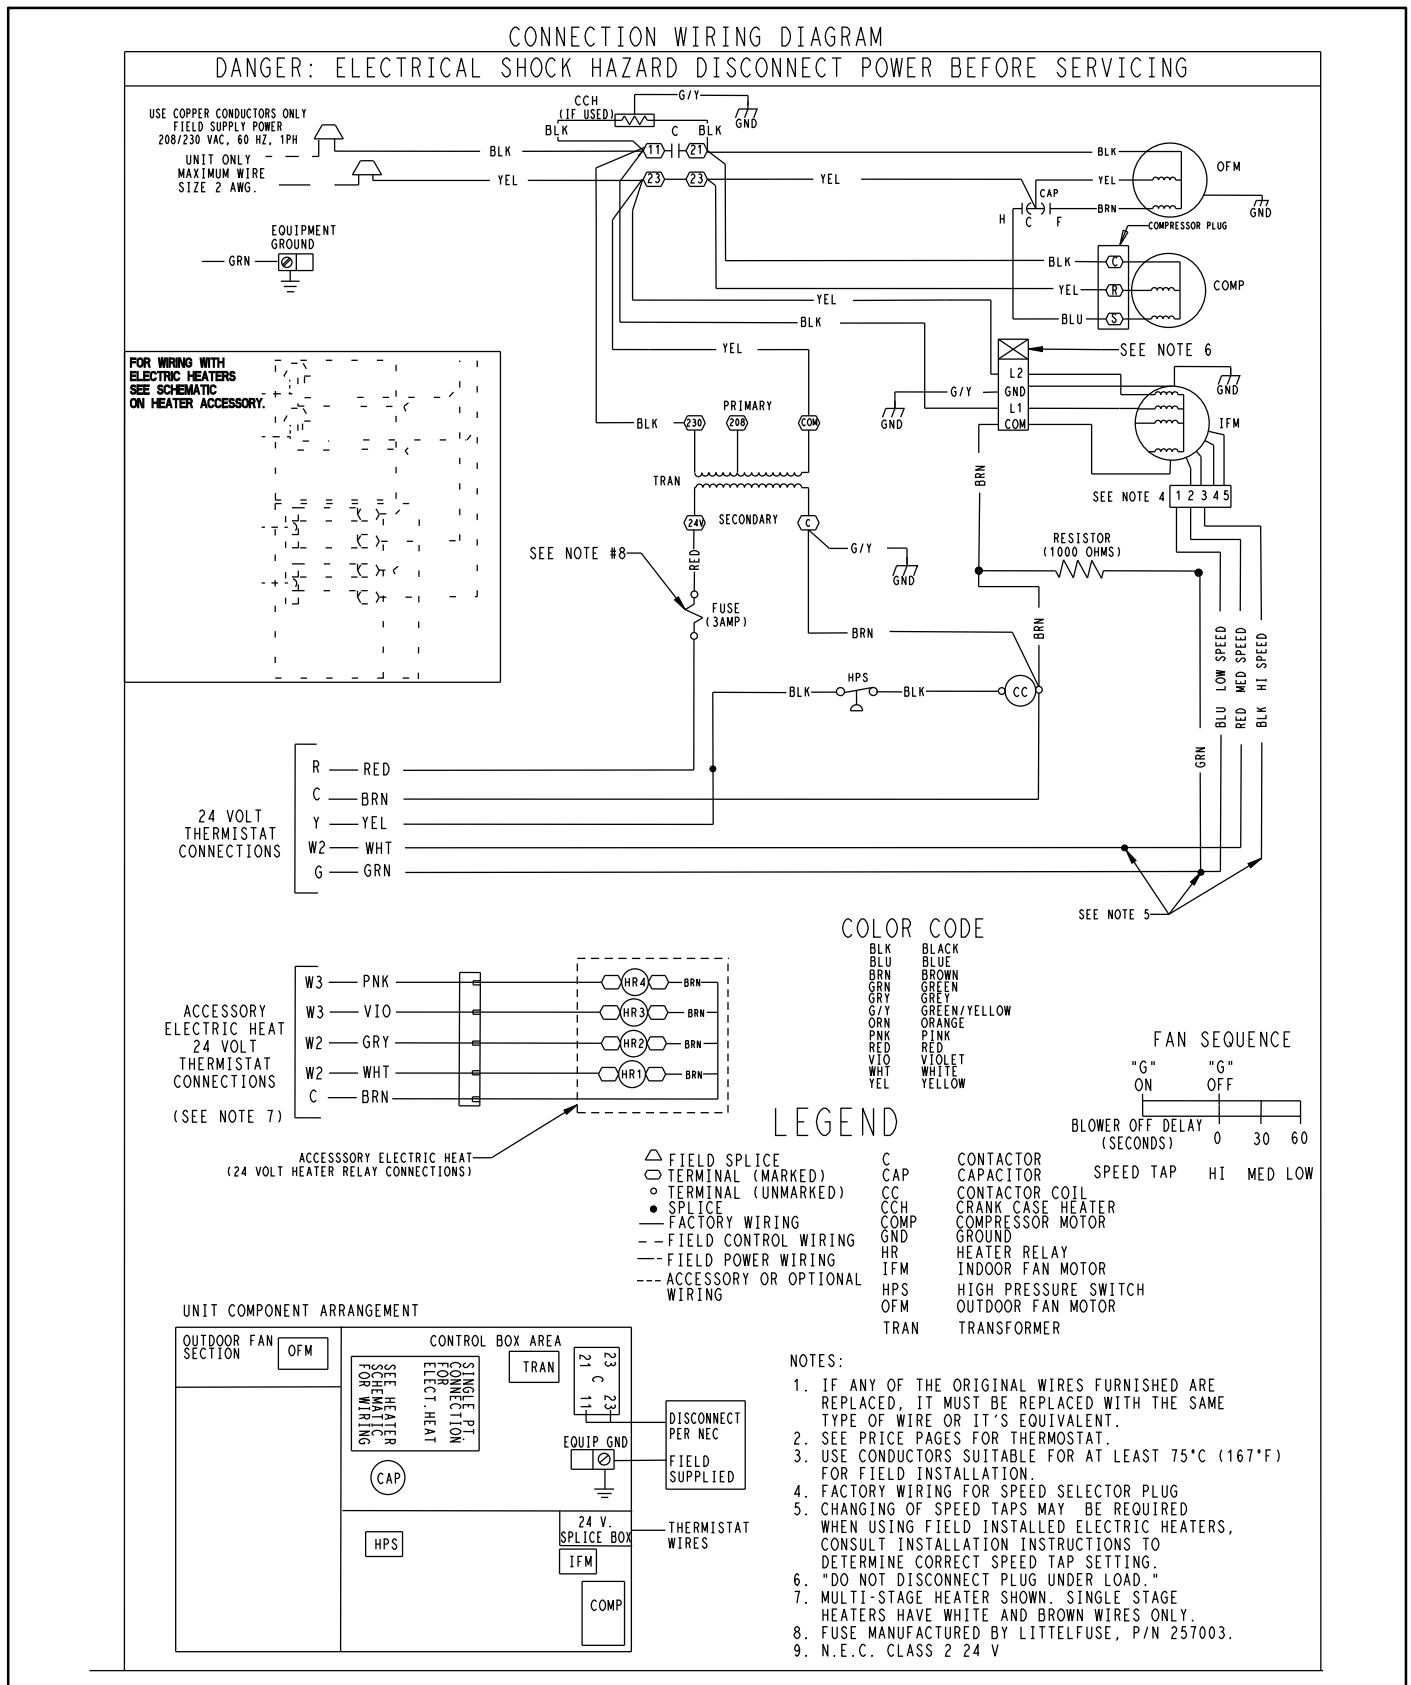 CONNECTION WIRING DIAGRAM
DANGER: ELECTRICAL SHOCK HAZARD DISCONNECT POWER BEFORE SERVICING
USE COPPER CONDUCTORS ONLY
FIELD SUPPLY POWER
208/230 VAC, 60 HZ, 1PH
UNIT ONLY
MAXIMUM WIRE
SIZE 2 AWG.
BLK
YEL
EQUIPMENT
GROUND
GRN
CCH
(IF USED)
G/Y
GND
BLK
C
BLK
11
21
23
23
BLK
YEL
OFM
YEL
CAP
BRN
H
C
F
GND
COMPRESSOR PLUG
BLK
C
YEL
R
BLU
S
COMP
YEL
BLK
YEL
SEE NOTE 6
L2
GND
L1
COM
G/Y
GND
GND
IFM
FOR WIRING WITH
ELECTRIC HEATERS
SEE SCHEMATIC
ON HEATER ACCESSORY.
PRIMARY
BLK
230
208
COM
TRAN
24V
SECONDARY
C
BRN
SEE NOTE 4
1 2 3 4 5
SEE NOTE #8
RED
G/Y
GND
RESISTOR
(1000 OHMS)
FUSE
(3AMP)
BRN
BRN
BLK
HPS
BLK
CC
BLU LOW SPEED
RED MED SPEED
BLK HI SPEED
GRN
24 VOLT
THERMISTAT
CONNECTIONS
R RED
C BRN
Y YEL
W2 WHT
G GRN
SEE NOTE 5
ACCESSORY
ELECTRIC HEAT
24 VOLT
THERMISTAT
CONNECTIONS
(SEE NOTE 7)
W3 PNK HR4 BRN
W3 VIO HR3 BRN
W2 GRY HR2 BRN
W2 WHT HR1 BRN
C BRN
ACCESSSORY ELECTRIC HEAT
(24 VOLT HEATER RELAY CONNECTIONS)
COLOR CODE
BLK BLACK
BLU BLUE
BRN BROWN
GRN GREEN
GRY GREY
G/Y GREEN/YELLOW
ORN ORANGE
PNK PINK
RED RED
VIO VIOLET
WHT WHITE
YEL YELLOW
FAN SEQUENCE
"G" "G"
ON OFF
BLOWER OFF DELAY
(SECONDS) 0 30 60
SPEED TAP HI MED LOW
LEGEND
FIELD SPLICE
TERMINAL (MARKED)
TERMINAL (UNMARKED)
SPLICE
FACTORY WIRING
FIELD CONTROL WIRING
FIELD POWER WIRING
ACCESSORY OR OPTIONAL
WIRING
C CONTACTOR
CAP CAPACITOR
CC CONTACTOR COIL
CCH CRANK CASE HEATER
COMP COMPRESSOR MOTOR
GND GROUND
HR HEATER RELAY
IFM INDOOR FAN MOTOR
HPS HIGH PRESSURE SWITCH
OFM OUTDOOR FAN MOTOR
TRAN TRANSFORMER
UNIT COMPONENT ARRANGEMENT
OUTDOOR FAN
SECTION
OFM
CONTROL BOX AREA
SINGLE PT.
CONNECTION
FOR
ELECT.HEAT
SEE HEATER
SCHEMATIC
FOR WIRING
TRAN
23
21
C
23
11
CAP
EQUIP GND
DISCONNECT
PER NEC
FIELD
SUPPLIED
24 V.
SPLICE BOX
THERMISTAT
WIRES
HPS
IFM
COMP
NOTES:
1. IF ANY OF THE ORIGINAL WIRES FURNISHED ARE
REPLACED, IT MUST BE REPLACED WITH THE SAME
TYPE OF WIRE OR IT'S EQUIVALENT.
2. SEE PRICE PAGES FOR THERMOSTAT.
3. USE CONDUCTORS SUITABLE FOR AT LEAST 75°C (167°F)
FOR FIELD INSTALLATION.
4. FACTORY WIRING FOR SPEED SELECTOR PLUG
5. CHANGING OF SPEED TAPS MAY BE REQUIRED
WHEN USING FIELD INSTALLED ELECTRIC HEATERS,
CONSULT INSTALLATION INSTRUCTIONS TO
DETERMINE CORRECT SPEED TAP SETTING.
6. "DO NOT DISCONNECT PLUG UNDER LOAD."
7. MULTI-STAGE HEATER SHOWN. SINGLE STAGE
HEATERS HAVE WHITE AND BROWN WIRES ONLY.
8. FUSE MANUFACTURED BY LITTELFUSE, P/N 257003.
9. N.E.C. CLASS 2 24 V